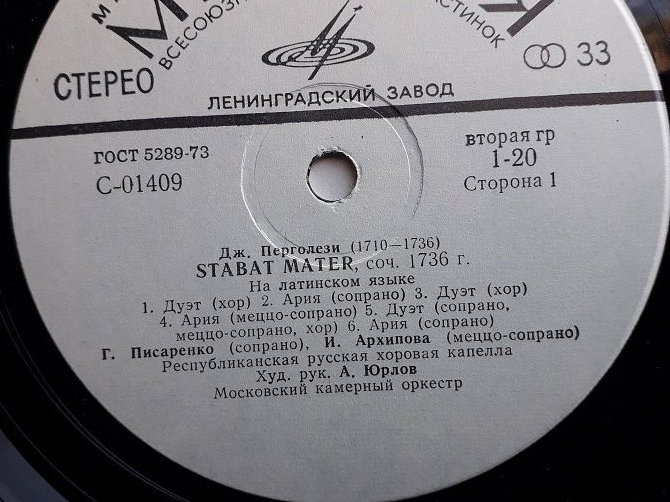 СТЕРЕО
33
ЛЕНИНГРАДСКИЙ ЗАВОД
ГОСТ 5289-73
вторая гр
С-01409
1-20
Сторона 1
Дж. Перголези (1710—1736)
STABAT MATER, соч. 1736 г.
На латинском языке
1. Дуэт (хор) 2. Ария (сопрано) 3. Дуэт (хор)
4. Ария (меццо-сопрано) 5. Дуэт (сопрано,
меццо-сопрано, хор) 6. Ария (сопрано)
Г. Писаренко (сопрано), И. Архипова (меццо-сопрано)
Республиканская русская хоровая капелла
Худ. рук. А. Юрлов
Московский камерный оркестр